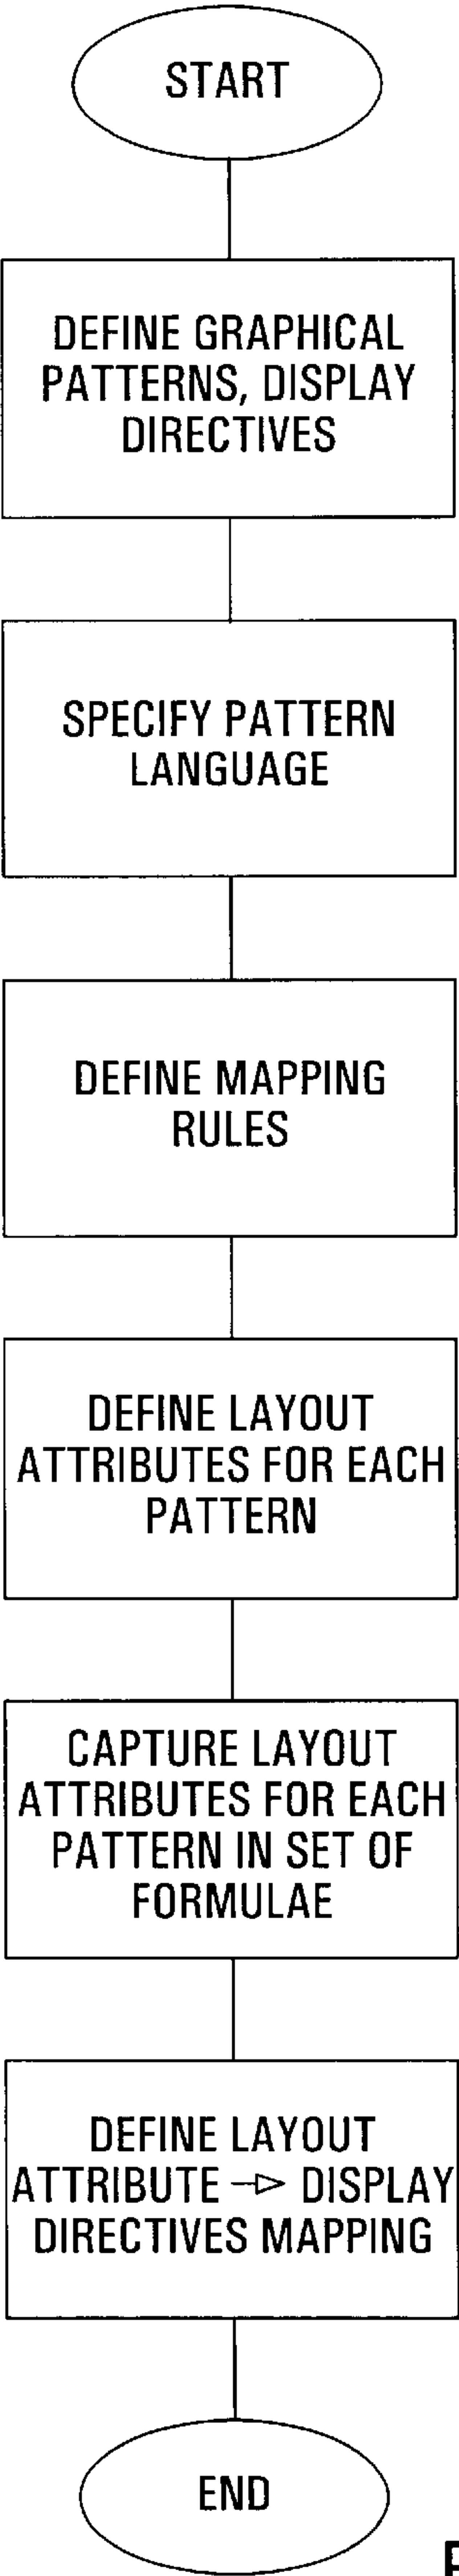 START
DEFINE GRAPHICAL
PATTERNS, DISPLAY
DIRECTIVES
SPECIFY PATTERN
LANGUAGE
DEFINE MAPPING
RULES
DEFINE LAYOUT
ATTRIBUTES FOR EACH
PATTERN
CAPTURE LAYOUT
ATTRIBUTES FOR EACH
PATTERN IN SET OF
FORMULAE
DEFINE LAYOUT
ATTRIBUTE –▷ DISPLAY
DIRECTIVES MAPPING
END